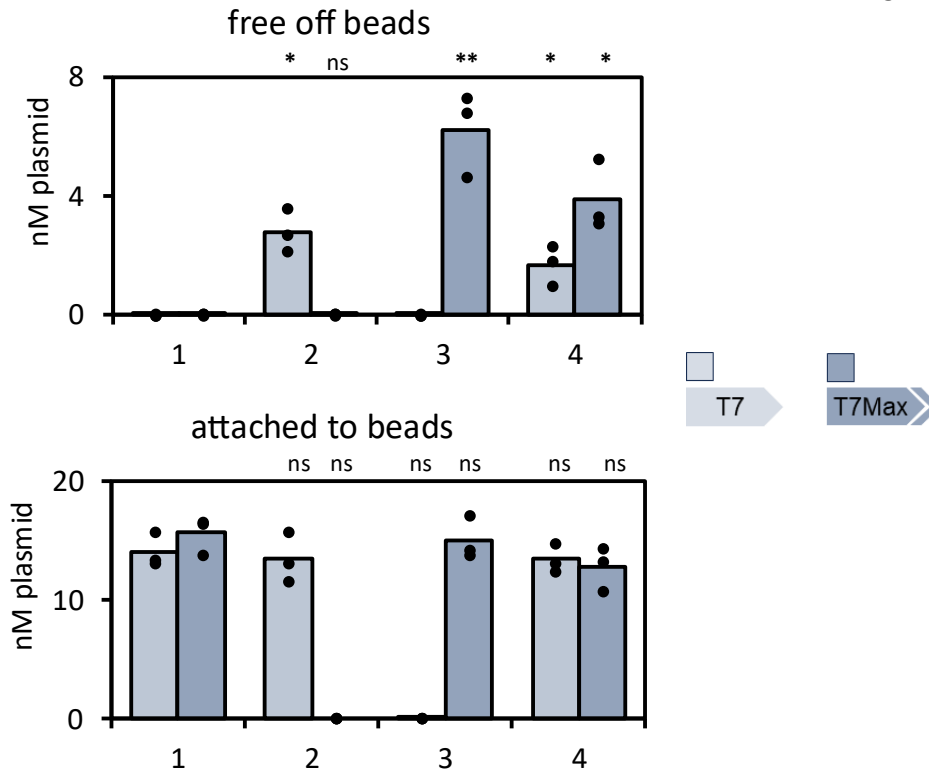 free off beads
* ns ** * *
8
4
0
nM plasmid
1 2 3 4
T7 T7Max
attached to beads
ns ns ns ns ns ns
20
10
0
nM plasmid
1 2 3 4